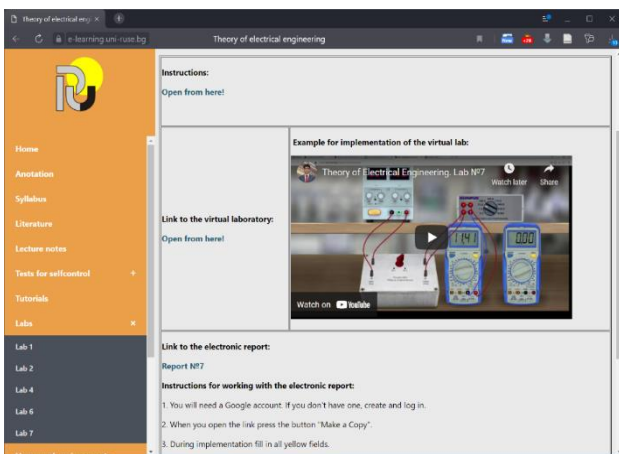 Theory of electrical engi
e-learning.uni-ruse.bg
Theory of electrical engineering
Home
Anotation
Syllabus
Literature
Lecture notes
Tests for selfcontrol +
Tutorials
Labs ×
Lab 1
Lab 2
Lab 4
Lab 6
Lab 7
Instructions:
Open from here!
Link to the virtual laboratory:
Open from here!
Example for implementation of the virtual lab:
Theory of Electrical Engineering. Lab №7
Watch later
Share
11.41
0.00
Watch on YouTube
Link to the electronic report:
Report №7
Instructions for working with the electronic report:
1. You will need a Google account. If you don't have one, create and log in.
2. When you open the link press the button "Make a Copy".
3. During implementation fill in all yellow fields.